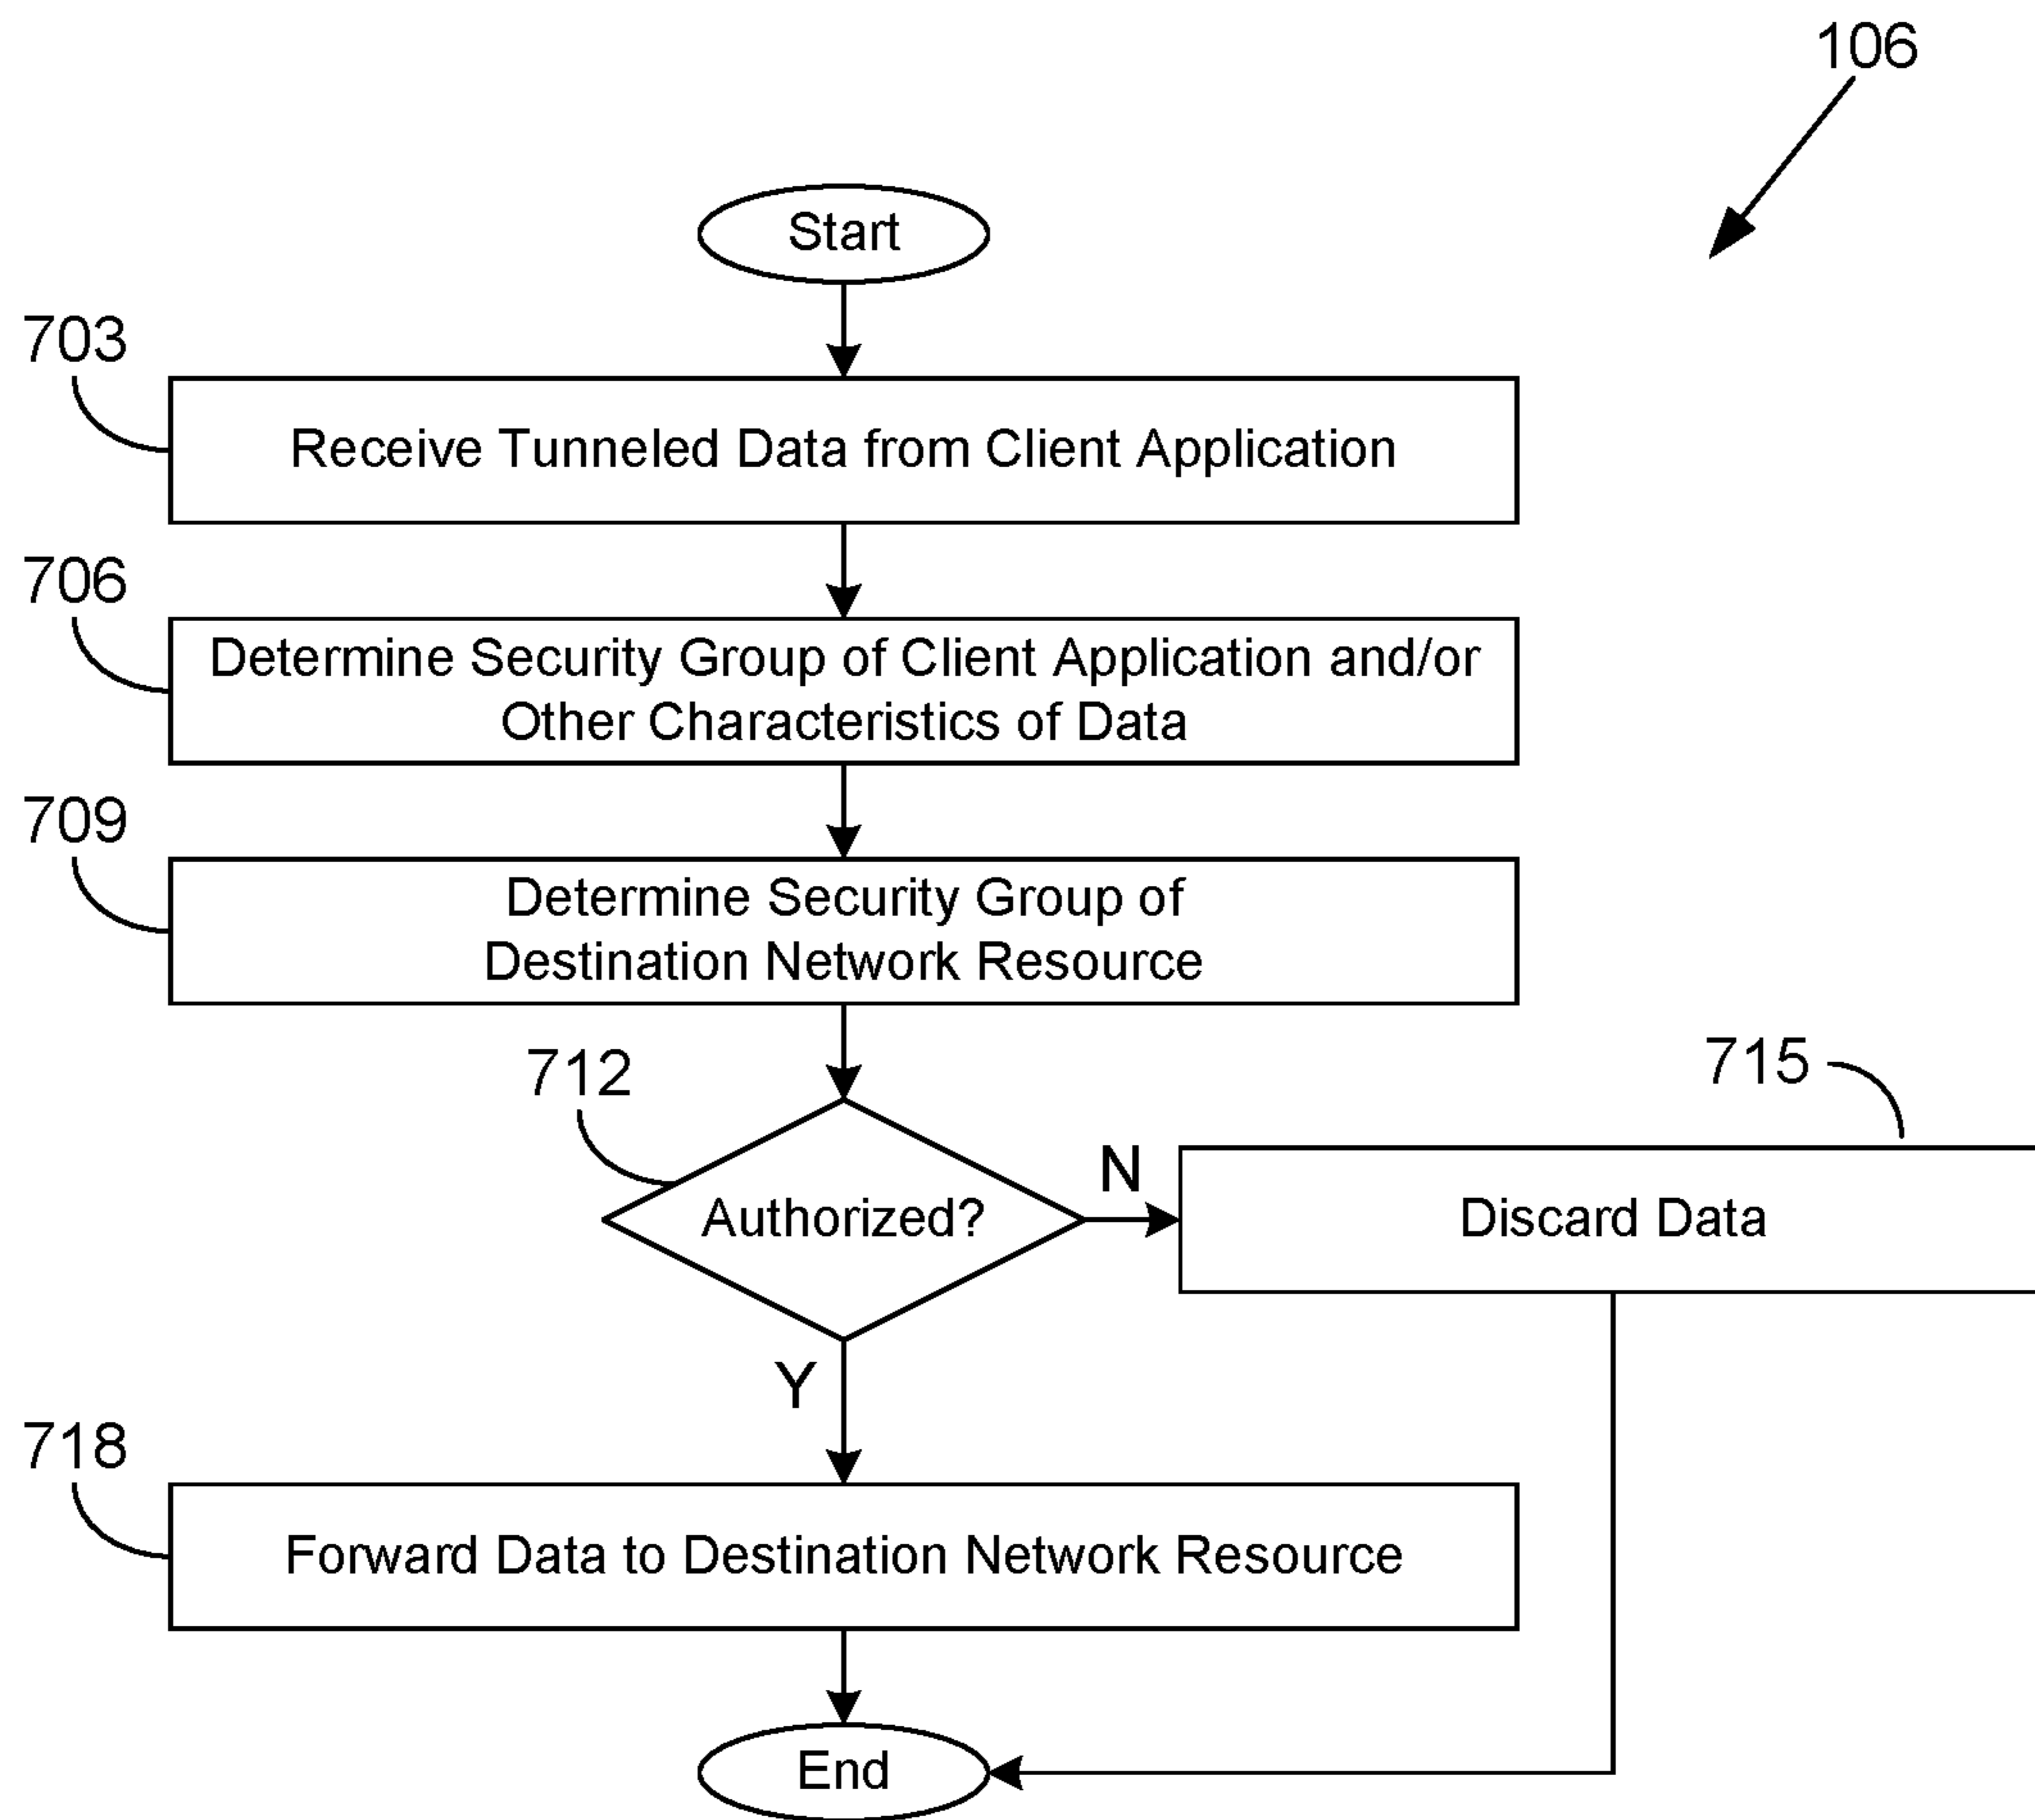 106
Start
703
Receive Tunneled Data from Client Application
706
Determine Security Group of Client Application and/or
Other Characteristics of Data
709
Determine Security Group of
Destination Network Resource
712
715
Authorized?
N
Discard Data
Y
718
Forward Data to Destination Network Resource
End